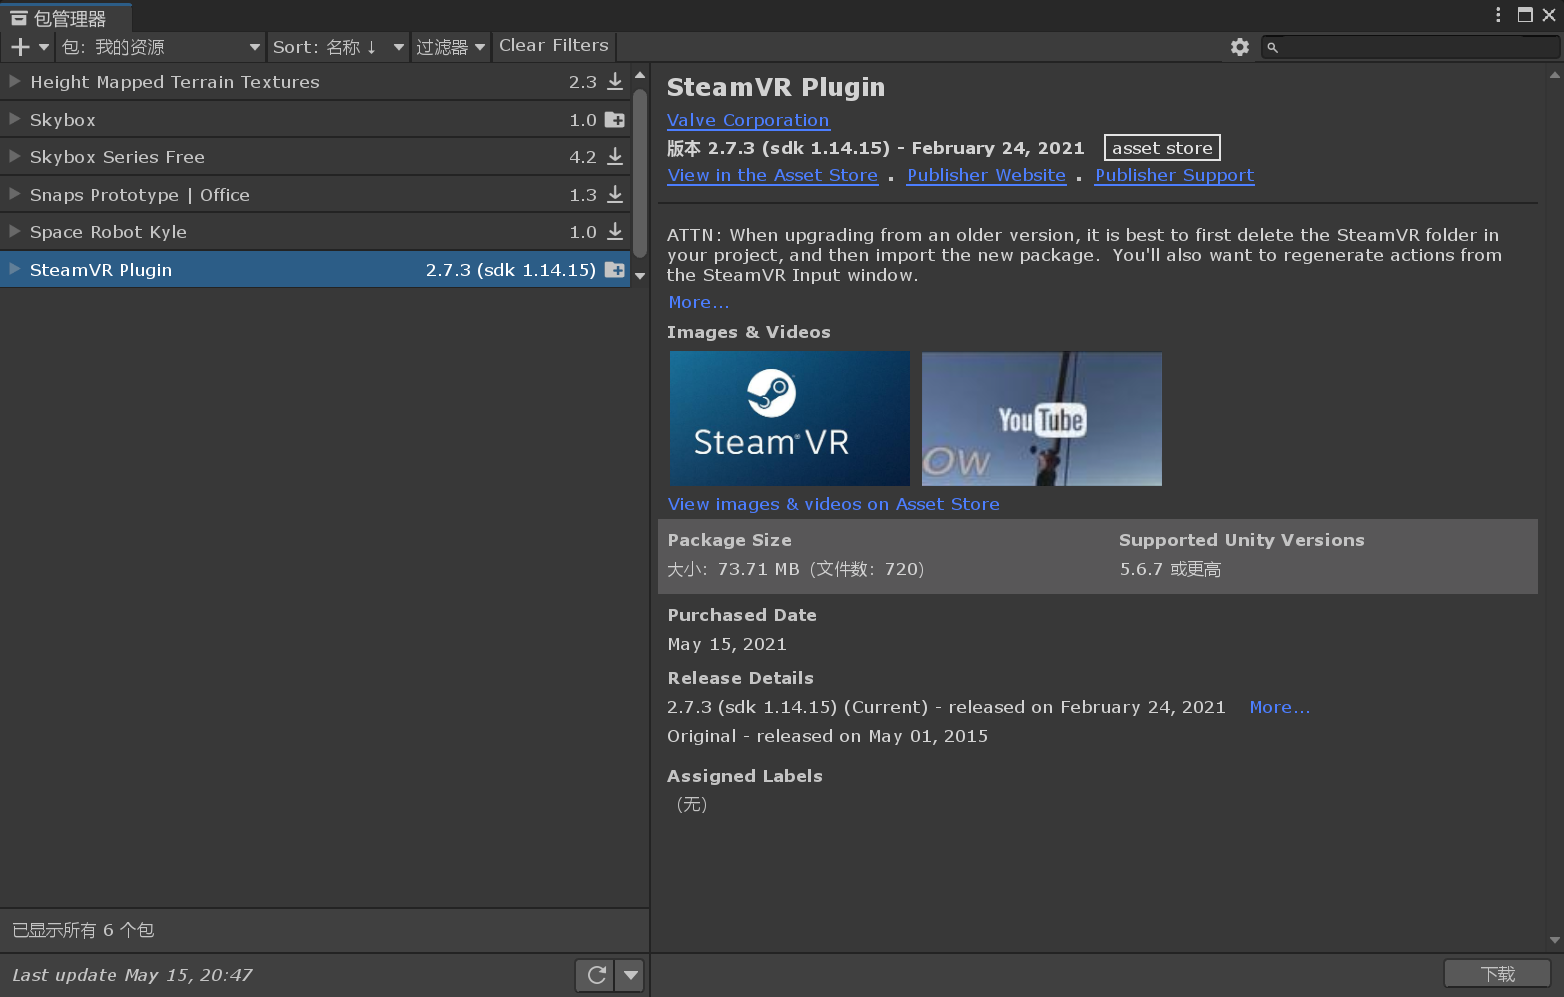 包管理器
包: 我的资源
Sort: 名称 ↓
过滤器
Clear Filters
Height Mapped Terrain Textures 2.3
Skybox 1.0
Skybox Series Free 4.2
Snaps Prototype | Office 1.3
Space Robot Kyle 1.0
SteamVR Plugin 2.7.3 (sdk 1.14.15)
已显示所有 6 个包
Last update May 15, 20:47
SteamVR Plugin
Valve Corporation
版本 2.7.3 (sdk 1.14.15) - February 24, 2021 asset store
View in the Asset Store . Publisher Website . Publisher Support
ATTN: When upgrading from an older version, it is best to first delete the SteamVR folder in
your project, and then import the new package. You'll also want to regenerate actions from
the SteamVR Input window.
More...
Images & Videos
Steam®VR
YouTube
Ow
View images & videos on Asset Store
Package Size Supported Unity Versions
大小: 73.71 MB (文件数: 720) 5.6.7 或更高
Purchased Date
May 15, 2021
Release Details
2.7.3 (sdk 1.14.15) (Current) - released on February 24, 2021 More...
Original - released on May 01, 2015
Assigned Labels
(无)
下载